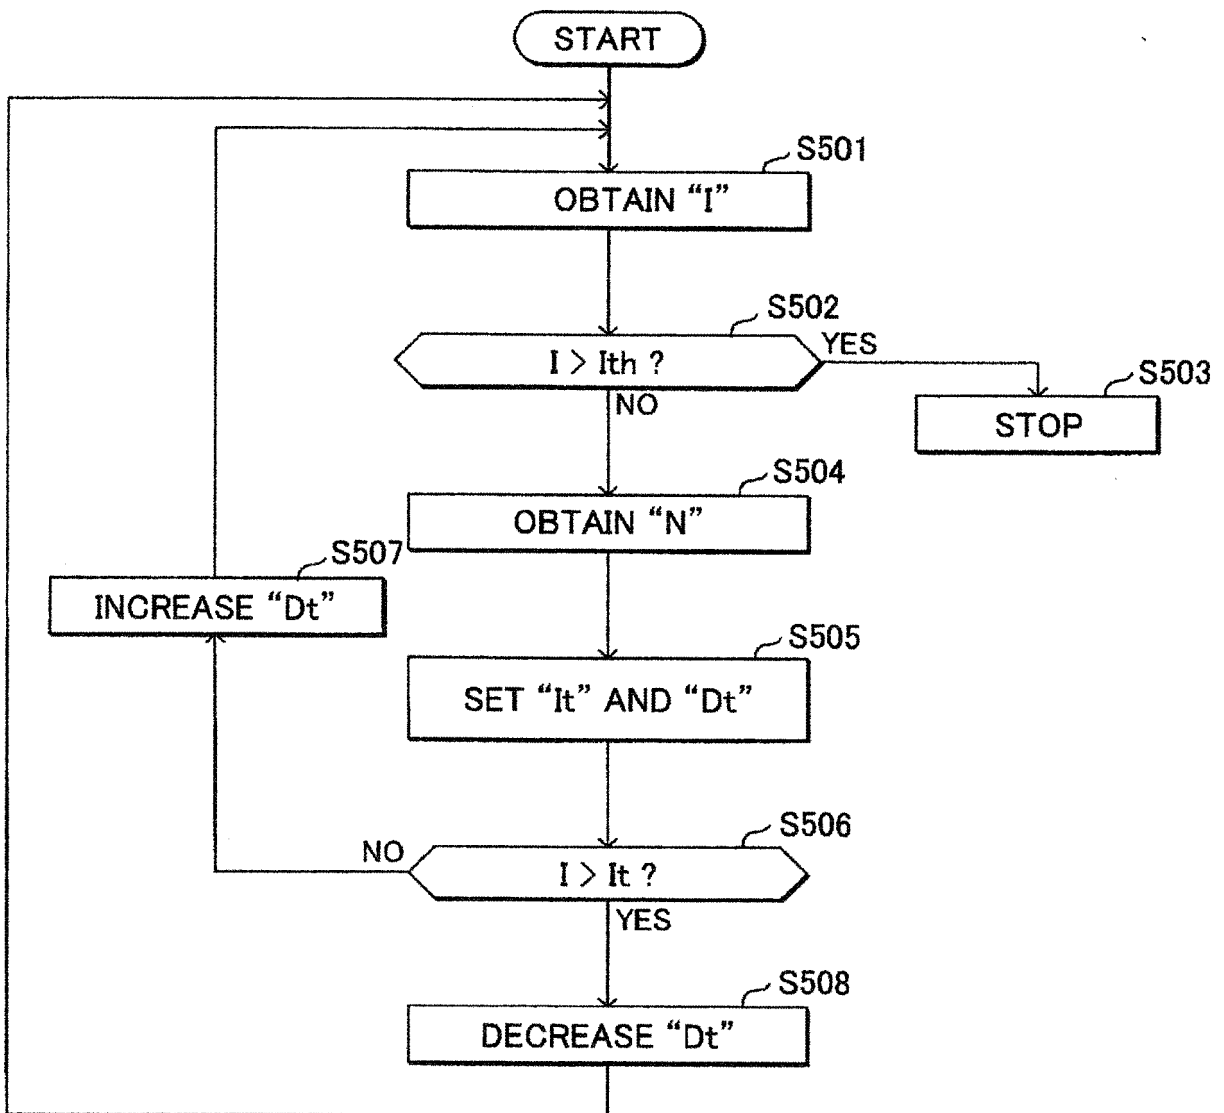 START
S501
OBTAIN “I”
S502
I > Ith ?
YES
NO
S503
STOP
S504
OBTAIN “N”
S507
INCREASE “Dt”
S505
SET “It” AND “Dt”
S506
I > It ?
NO
YES
S508
DECREASE “Dt”